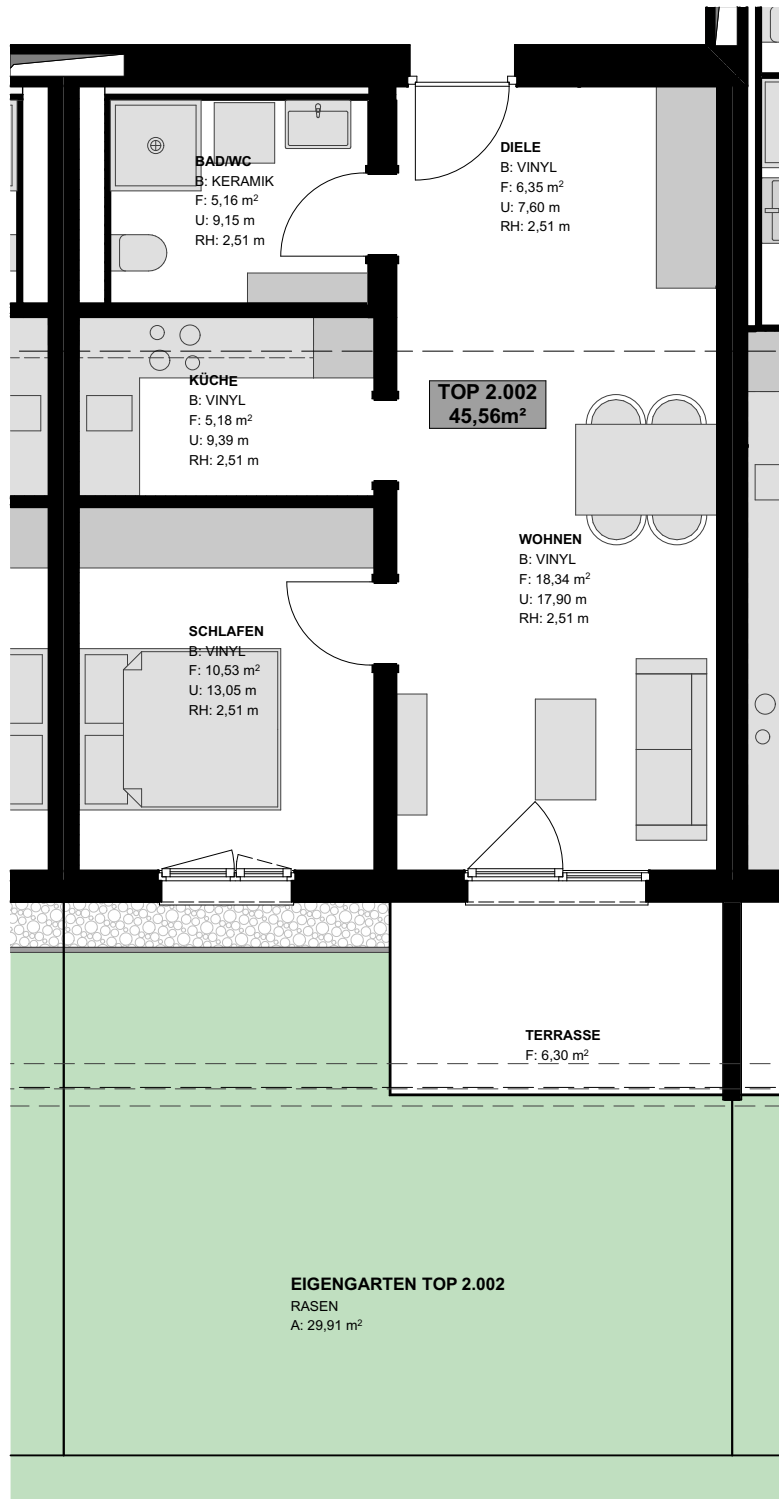 BAD/WC
B: KERAMIK
F: 5,16 m²
U: 9,15 m
RH: 2,51 m
DIELE
B: VINYL
F: 6,35 m²
U: 7,60 m
RH: 2,51 m
KÜCHE
B: VINYL
F: 5,18 m²
U: 9,39 m
RH: 2,51 m
TOP 2.002
45,56m²
WOHNEN
B: VINYL
F: 18,34 m²
U: 17,90 m
RH: 2,51 m
SCHLAFEN
B: VINYL
F: 10,53 m²
U: 13,05 m
RH: 2,51 m
TERRASSE
F: 6,30 m²
EIGENGARTEN TOP 2.002
RASEN
A: 29,91 m²